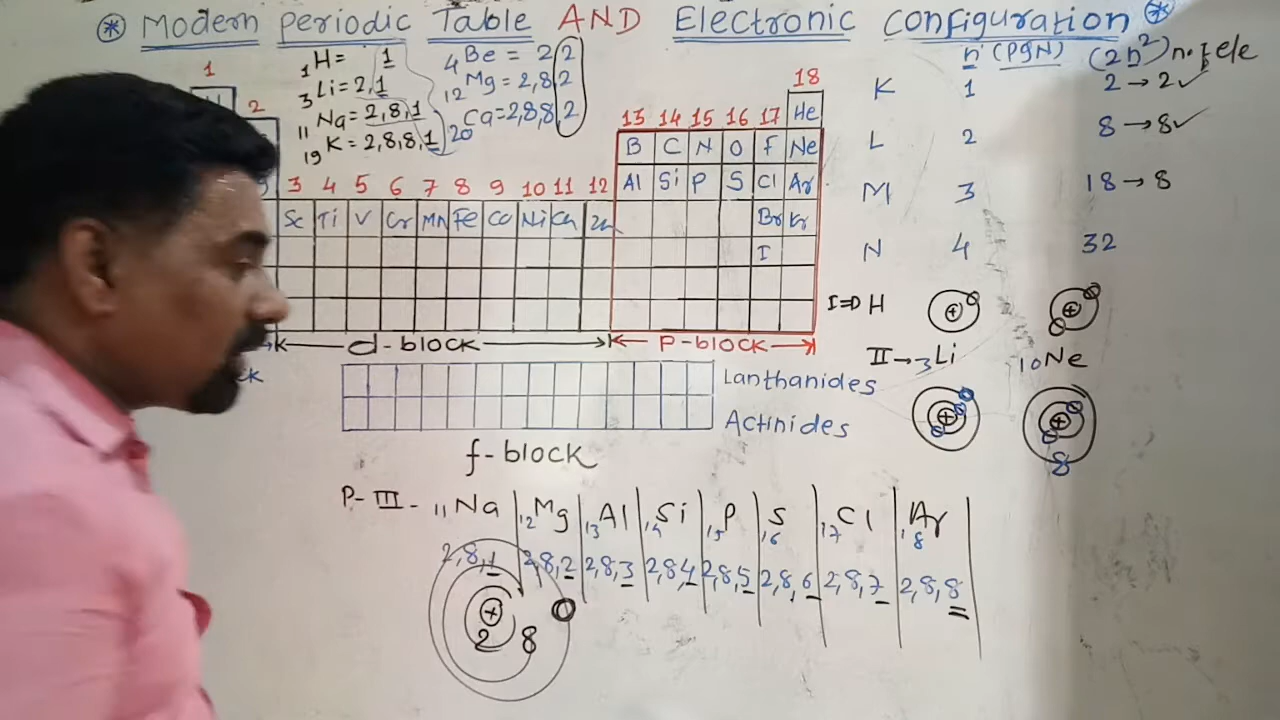 * Modern periodic Table AND Electronic configuration *
n (PQN) (2n²) no. of ele
K 1 2 → 2 ✓
L 2 8 → 8 ✓
M 3 18 → 8
N 4 32
₁H = 1
₃Li = 2,1
₁₁Na = 2,8,1
₁₉K = 2,8,8,1
₄Be = 2 2
₁₂Mg = 2,8,2
₂₀Ca = 2,8,8,2
1
2
18
He
13 14 15 16 17
B C N O F Ne
Al Si P S Cl Ar
3 4 5 6 7 8 9 10 11 12
Sc Ti V Cr MN Fe CO Ni Cu Zn
Br Kr
I
d-block
p-block
Lanthanides
Actinides
f-block
I ⇒ H
+ +
II → ₃Li ₁₀Ne
+ +
8
P - III - ₁₁Na ₁₂Mg ₁₃Al ₁₄Si ₁₅P ₁₆S ₁₇Cl ₁₈Ar
2,8,1 2,8,2 2,8,3 2,8,4 2,8,5 2,8,6 2,8,7 2,8,8
+
2 8